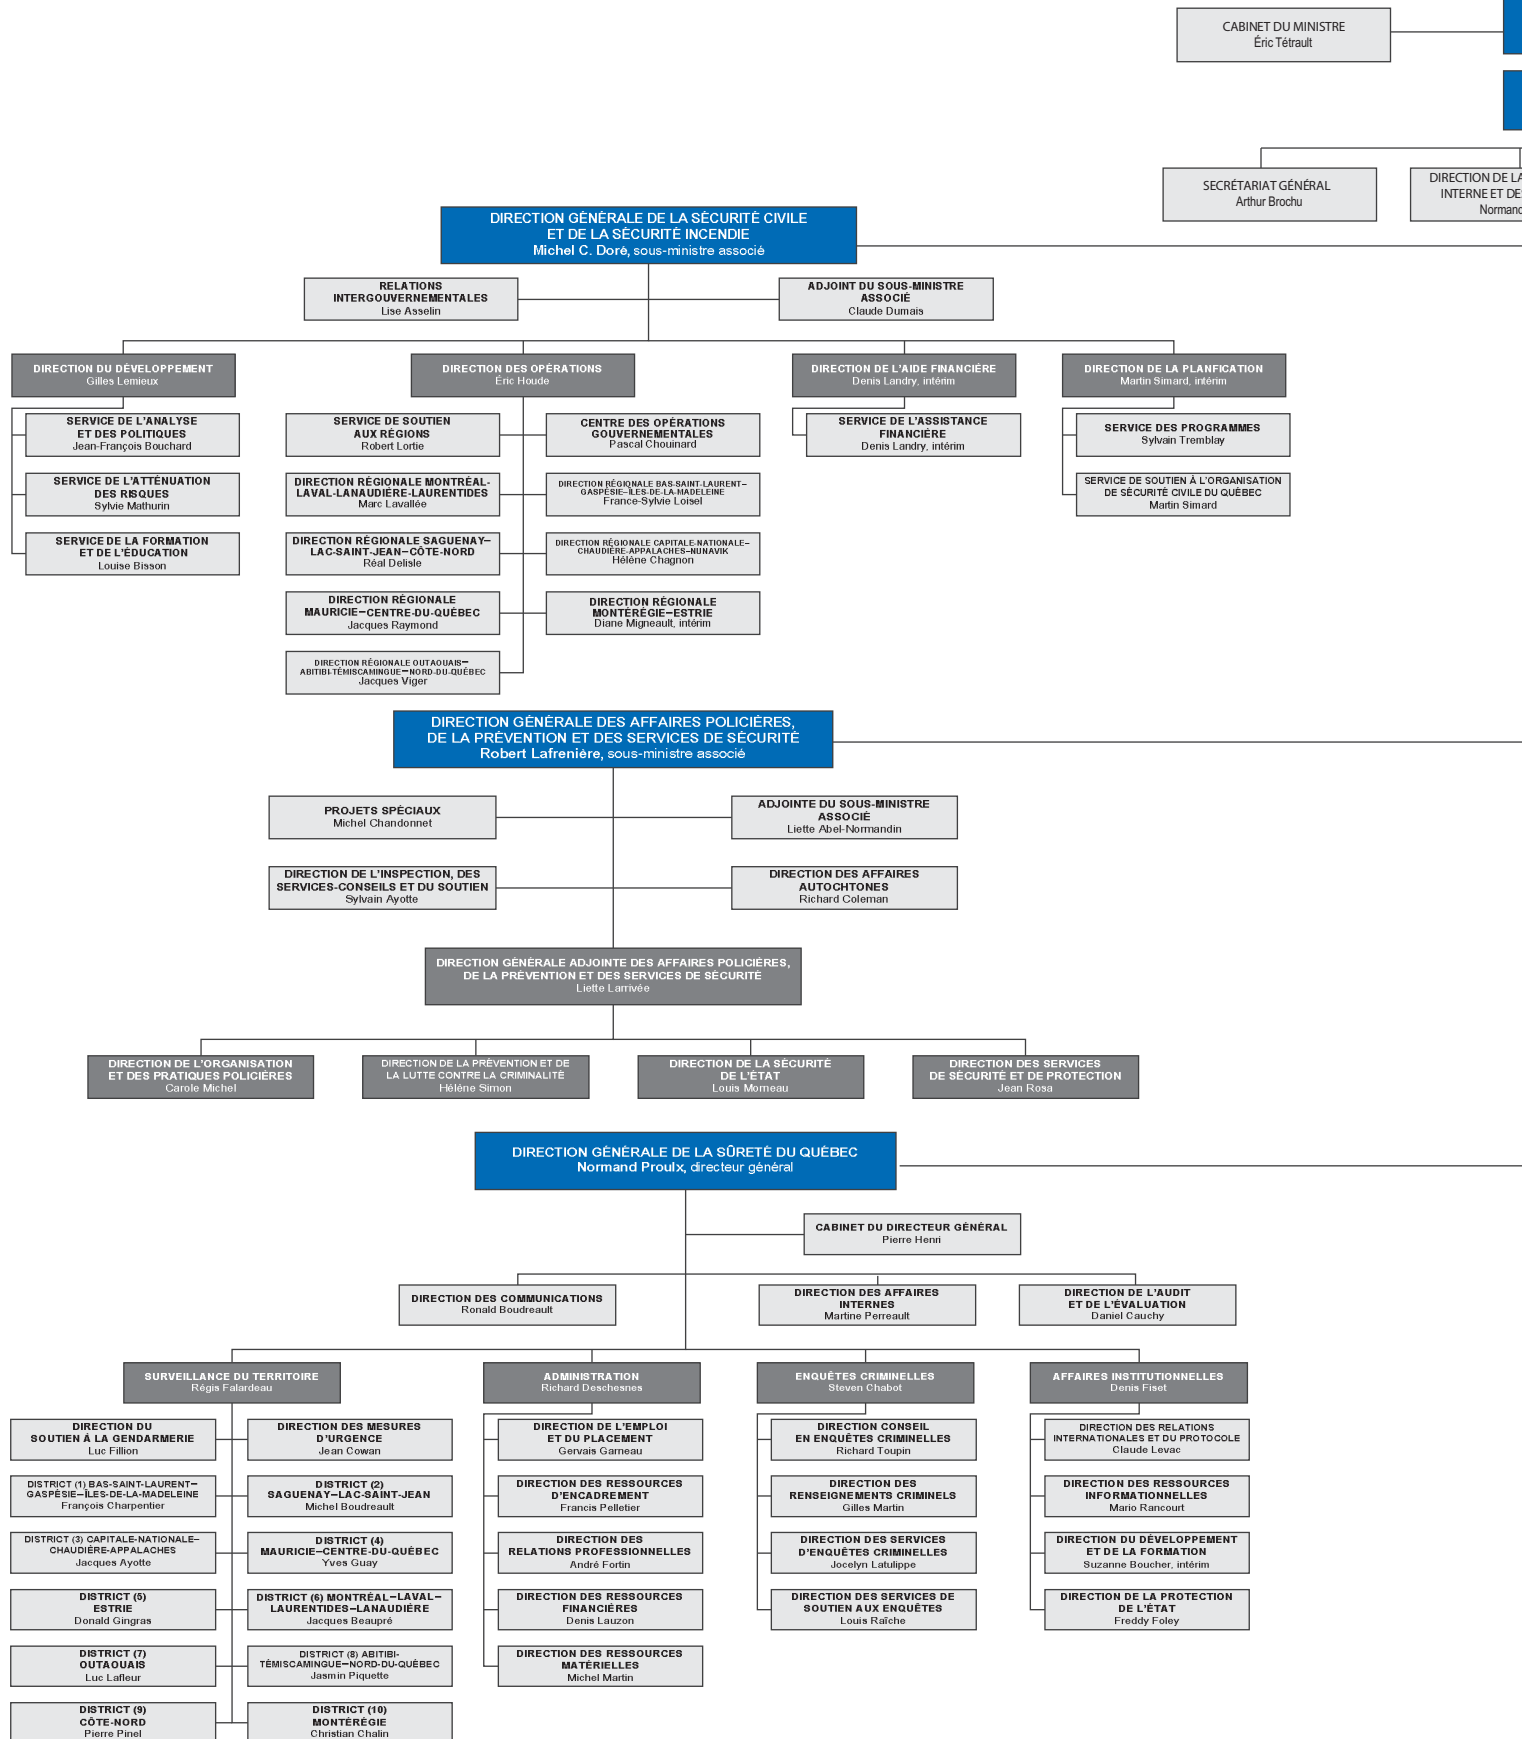 CABINET DU MINISTRE
Éric Tétrault
SECRÉTARIAT GÉNÉRAL
Arthur Brochu
DIRECTION DE LA
INTERNE ET DE
Normand
DIRECTION GÉNÉRALE DE LA SÉCURITÉ CIVILE
ET DE LA SÉCURITÉ INCENDIE
Michel C. Doré, sous-ministre associé
RELATIONS
INTERGOUVERNEMENTALES
Lise Asselin
ADJOINT DU SOUS-MINISTRE
ASSOCIÉ
Claude Dumais
DIRECTION DU DÉVELOPPEMENT
Gilles Lemieux
DIRECTION DES OPÉRATIONS
Éric Houde
DIRECTION DE L'AIDE FINANCIÈRE
Denis Landry, intérim
DIRECTION DE LA PLANFICATION
Martin Simard, intérim
SERVICE DE L'ANALYSE
ET DES POLITIQUES
Jean-François Bouchard
SERVICE DE L'ATTÉNUATION
DES RISQUES
Sylvie Mathurin
SERVICE DE LA FORMATION
ET DE L'ÉDUCATION
Louise Bisson
SERVICE DE SOUTIEN
AUX RÉGIONS
Robert Lortie
CENTRE DES OPÉRATIONS
GOUVERNEMENTALES
Pascal Chouinard
DIRECTION RÉGIONALE MONTRÉAL-
LAVAL-LANAUDIÈRE-LAURENTIDES
Marc Lavallée
DIRECTION RÉGIONALE BAS-SAINT-LAURENT–
GASPÉSIE–ÎLES-DE-LA-MADELEINE
France-Sylvie Loisel
DIRECTION RÉGIONALE SAGUENAY–
LAC-SAINT-JEAN–CÔTE-NORD
Réal Delisle
DIRECTION RÉGIONALE CAPITALE-NATIONALE–
CHAUDIÈRE-APPALACHES–NUNAVIK
Hélène Chagnon
DIRECTION RÉGIONALE
MAURICIE–CENTRE-DU-QUÉBEC
Jacques Raymond
DIRECTION RÉGIONALE
MONTÉRÉGIE–ESTRIE
Diane Migneault, intérim
DIRECTION RÉGIONALE OUTAOUAIS–
ABITIBI-TÉMISCAMINGUE–NORD-DU-QUÉBEC
Jacques Viger
SERVICE DE L'ASSISTANCE
FINANCIÈRE
Denis Landry, intérim
SERVICE DES PROGRAMMES
Sylvain Tremblay
SERVICE DE SOUTIEN À L'ORGANISATION
DE SÉCURITÉ CIVILE DU QUÉBEC
Martin Simard
DIRECTION GÉNÉRALE DES AFFAIRES POLICIÈRES,
DE LA PRÉVENTION ET DES SERVICES DE SÉCURITÉ
Robert Lafrenière, sous-ministre associé
PROJETS SPÉCIAUX
Michel Chandonnet
ADJOINTE DU SOUS-MINISTRE
ASSOCIÉ
Liette Abel-Normandin
DIRECTION DE L'INSPECTION, DES
SERVICES-CONSEILS ET DU SOUTIEN
Sylvain Ayotte
DIRECTION DES AFFAIRES
AUTOCHTONES
Richard Coleman
DIRECTION GÉNÉRALE ADJOINTE DES AFFAIRES POLICIÈRES,
DE LA PRÉVENTION ET DES SERVICES DE SÉCURITÉ
Liette Larrivée
DIRECTION DE L'ORGANISATION
ET DES PRATIQUES POLICIÈRES
Carole Michel
DIRECTION DE LA PRÉVENTION ET DE
LA LUTTE CONTRE LA CRIMINALITÉ
Hélène Simon
DIRECTION DE LA SÉCURITÉ
DE L'ÉTAT
Louis Morneau
DIRECTION DES SERVICES
DE SÉCURITÉ ET DE PROTECTION
Jean Rosa
DIRECTION GÉNÉRALE DE LA SÛRETÉ DU QUÉBEC
Normand Proulx, directeur général
CABINET DU DIRECTEUR GÉNÉRAL
Pierre Henri
DIRECTION DES COMMUNICATIONS
Ronald Boudreault
DIRECTION DES AFFAIRES
INTERNES
Martine Perreault
DIRECTION DE L'AUDIT
ET DE L'ÉVALUATION
Daniel Cauchy
SURVEILLANCE DU TERRITOIRE
Régis Falardeau
ADMINISTRATION
Richard Deschesnes
ENQUÊTES CRIMINELLES
Steven Chabot
AFFAIRES INSTITUTIONNELLES
Denis Fiset
DIRECTION DU
SOUTIEN À LA GENDARMERIE
Luc Fillion
DIRECTION DES MESURES
D'URGENCE
Jean Cowan
DISTRICT (1) BAS-SAINT-LAURENT–
GASPÉSIE–ÎLES-DE-LA-MADELEINE
François Charpentier
DISTRICT (2)
SAGUENAY–LAC-SAINT-JEAN
Michel Boudreault
DISTRICT (3) CAPITALE-NATIONALE–
CHAUDIÈRE-APPALACHES
Jacques Ayotte
DISTRICT (4)
MAURICIE–CENTRE-DU-QUÉBEC
Yves Guay
DISTRICT (5)
ESTRIE
Donald Gingras
DISTRICT (6) MONTRÉAL–LAVAL–
LAURENTIDES–LANAUDIÈRE
Jacques Beaupré
DISTRICT (7)
OUTAOUAIS
Luc Lafleur
DISTRICT (8) ABITIBI-
TÉMISCAMINGUE–NORD-DU-QUÉBEC
Jasmin Piquette
DISTRICT (9)
CÔTE-NORD
Pierre Pinel
DISTRICT (10)
MONTÉRÉGIE
Christian Chalin
DIRECTION DE L'EMPLOI
ET DU PLACEMENT
Gervais Garneau
DIRECTION DES RESSOURCES
D'ENCADREMENT
Francis Pelletier
DIRECTION DES
RELATIONS PROFESSIONNELLES
André Fortin
DIRECTION DES RESSOURCES
FINANCIÈRES
Denis Lauzon
DIRECTION DES RESSOURCES
MATÉRIELLES
Michel Martin
DIRECTION CONSEIL
EN ENQUÊTES CRIMINELLES
Richard Toupin
DIRECTION DES
RENSEIGNEMENTS CRIMINELS
Gilles Martin
DIRECTION DES SERVICES
D'ENQUÊTES CRIMINELLES
Jocelyn Latulippe
DIRECTION DES SERVICES DE
SOUTIEN AUX ENQUÊTES
Louis Raîche
DIRECTION DES RELATIONS
INTERNATIONALES ET DU PROTOCOLE
Claude Levac
DIRECTION DES RESSOURCES
INFORMATIONNELLES
Mario Rancourt
DIRECTION DU DÉVELOPPEMENT
ET DE LA FORMATION
Suzanne Boucher, intérim
DIRECTION DE LA PROTECTION
DE L'ÉTAT
Freddy Foley